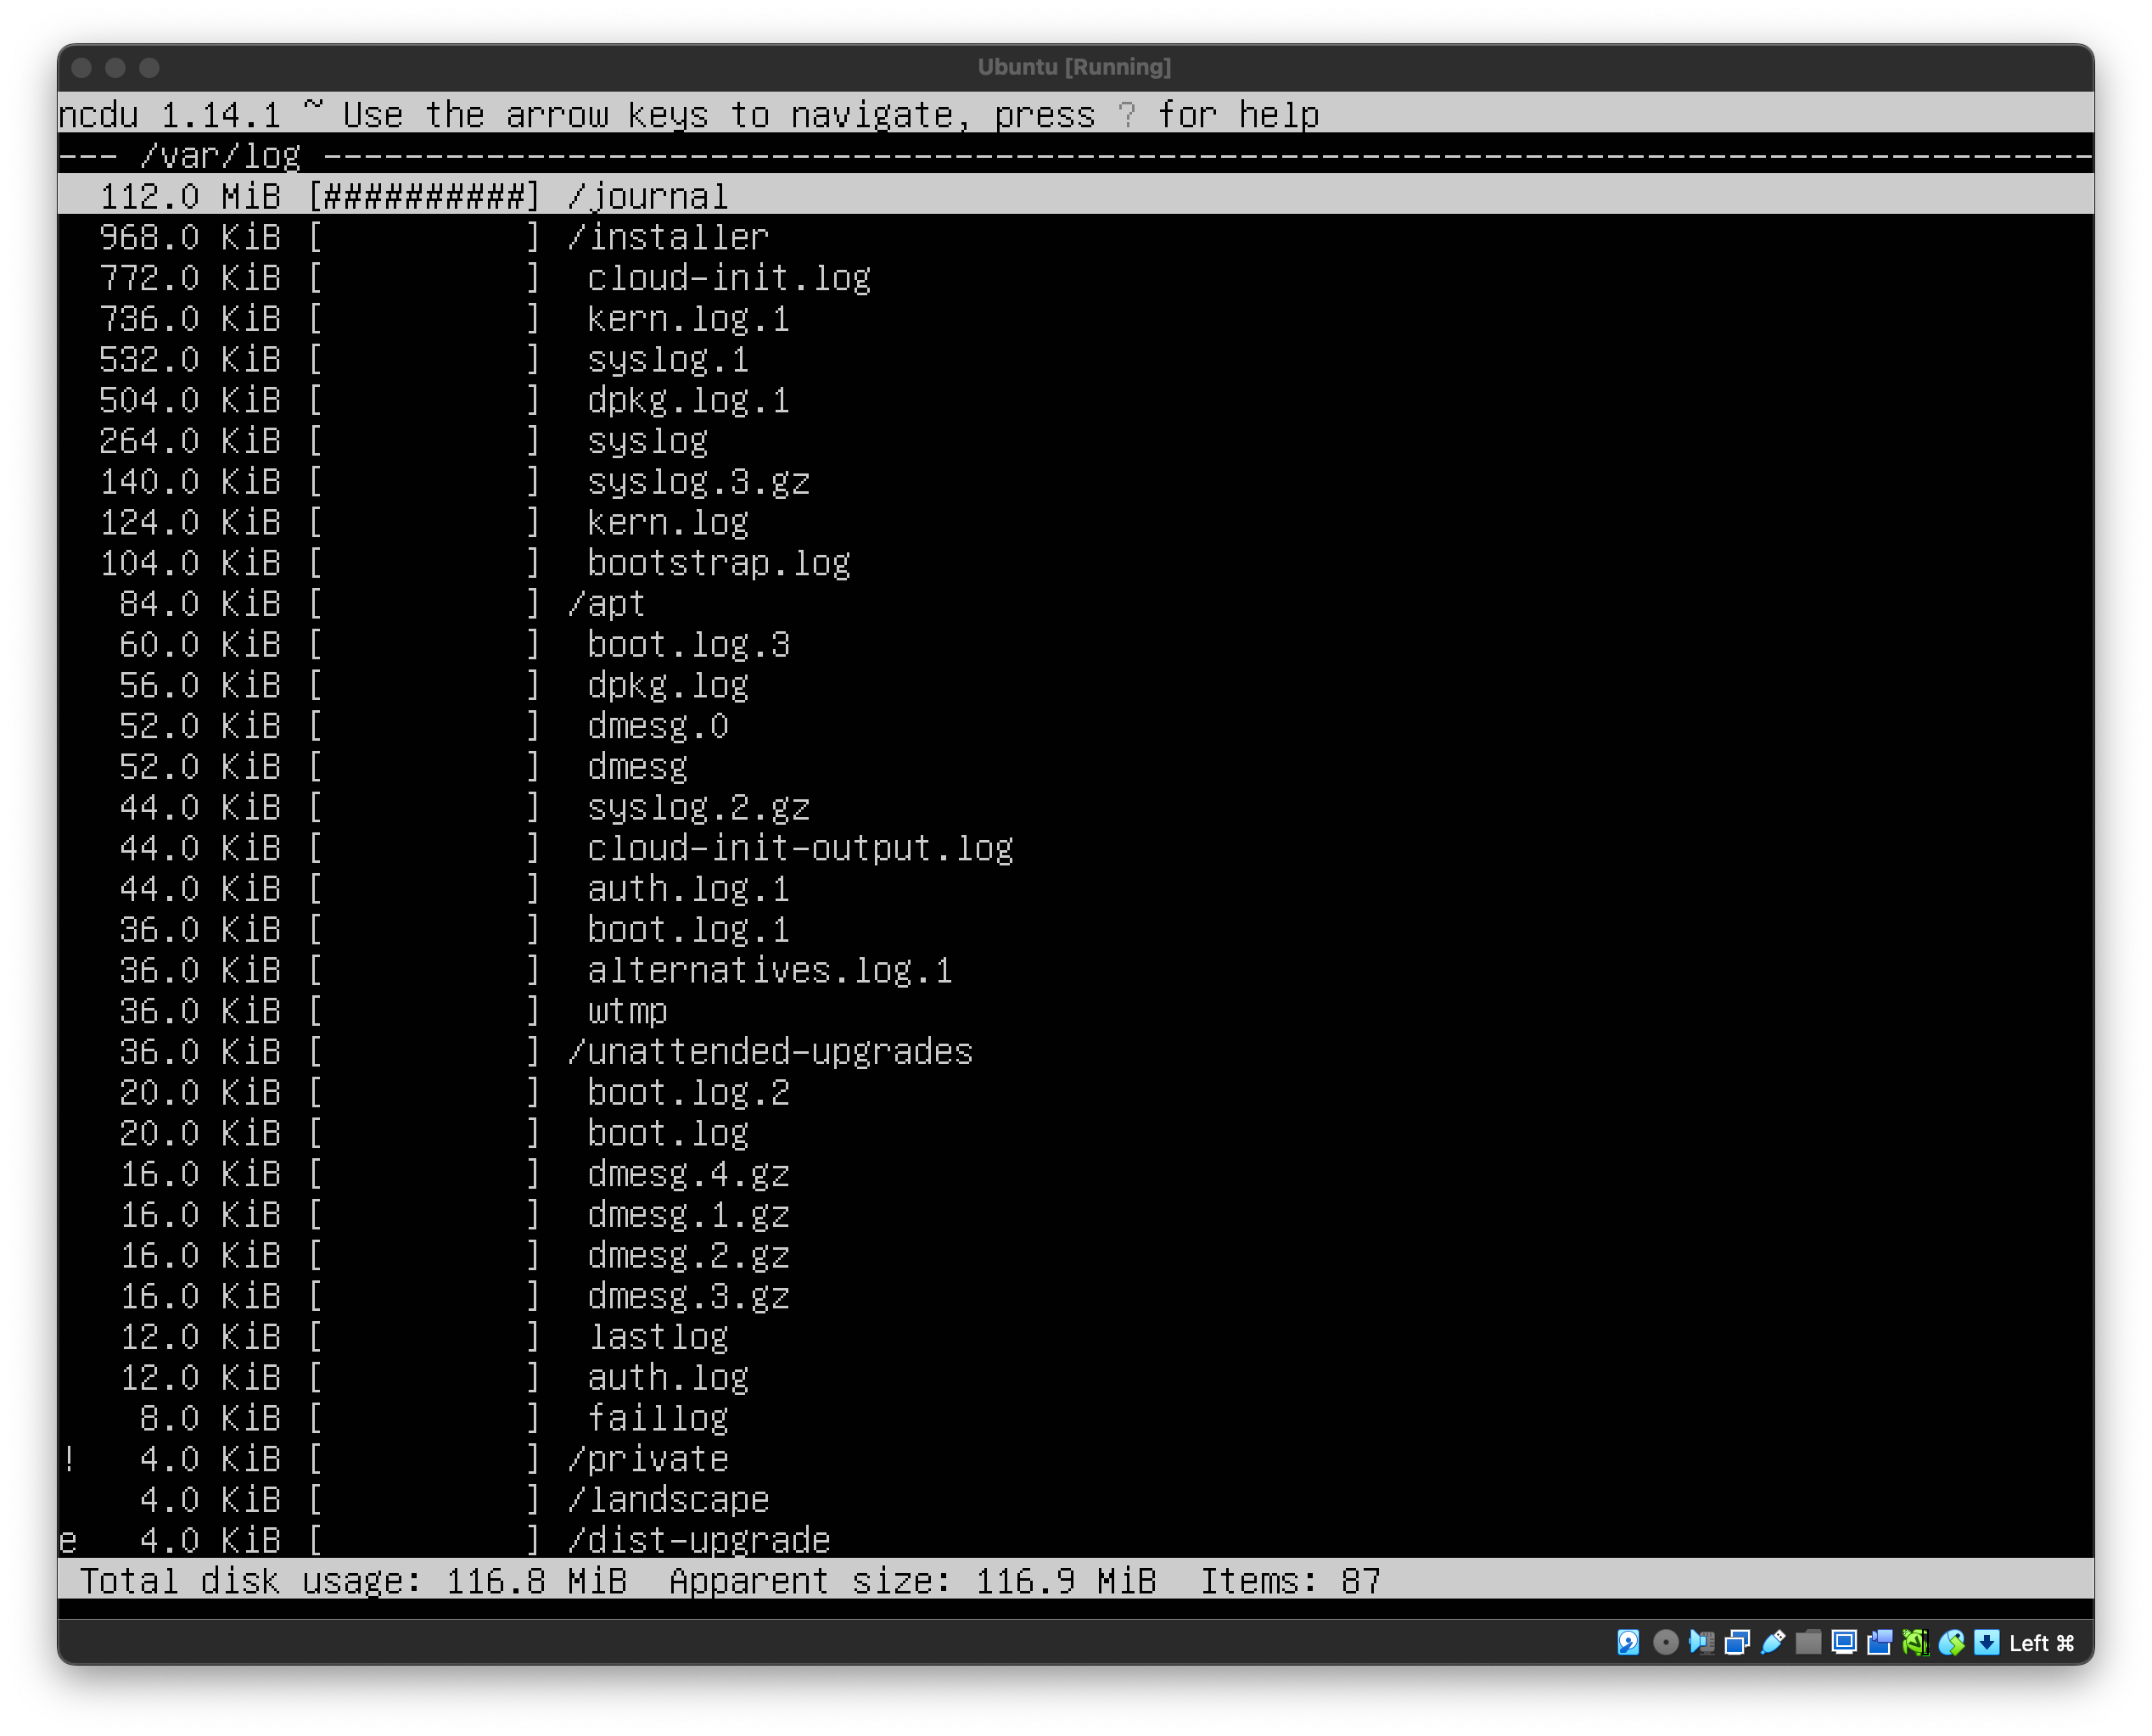 Ubuntu [Running]
ncdu 1.14.1 ~ Use the arrow keys to navigate, press ? for help
--- /var/log ----------------------------------------------------------------------------------------
112.0 MiB [##########] /journal
968.0 KiB [          ] /installer
772.0 KiB [          ]  cloud-init.log
736.0 KiB [          ]  kern.log.1
532.0 KiB [          ]  syslog.1
504.0 KiB [          ]  dpkg.log.1
264.0 KiB [          ]  syslog
140.0 KiB [          ]  syslog.3.gz
124.0 KiB [          ]  kern.log
104.0 KiB [          ]  bootstrap.log
84.0 KiB [          ] /apt
60.0 KiB [          ]  boot.log.3
56.0 KiB [          ]  dpkg.log
52.0 KiB [          ]  dmesg.0
52.0 KiB [          ]  dmesg
44.0 KiB [          ]  syslog.2.gz
44.0 KiB [          ]  cloud-init-output.log
44.0 KiB [          ]  auth.log.1
36.0 KiB [          ]  boot.log.1
36.0 KiB [          ]  alternatives.log.1
36.0 KiB [          ]  wtmp
36.0 KiB [          ] /unattended-upgrades
20.0 KiB [          ]  boot.log.2
20.0 KiB [          ]  boot.log
16.0 KiB [          ]  dmesg.4.gz
16.0 KiB [          ]  dmesg.1.gz
16.0 KiB [          ]  dmesg.2.gz
16.0 KiB [          ]  dmesg.3.gz
12.0 KiB [          ]  lastlog
12.0 KiB [          ]  auth.log
8.0 KiB [          ]  faillog
!   4.0 KiB [          ] /private
4.0 KiB [          ] /landscape
e   4.0 KiB [          ] /dist-upgrade
Total disk usage: 116.8 MiB  Apparent size: 116.9 MiB  Items: 87
Left ⌘